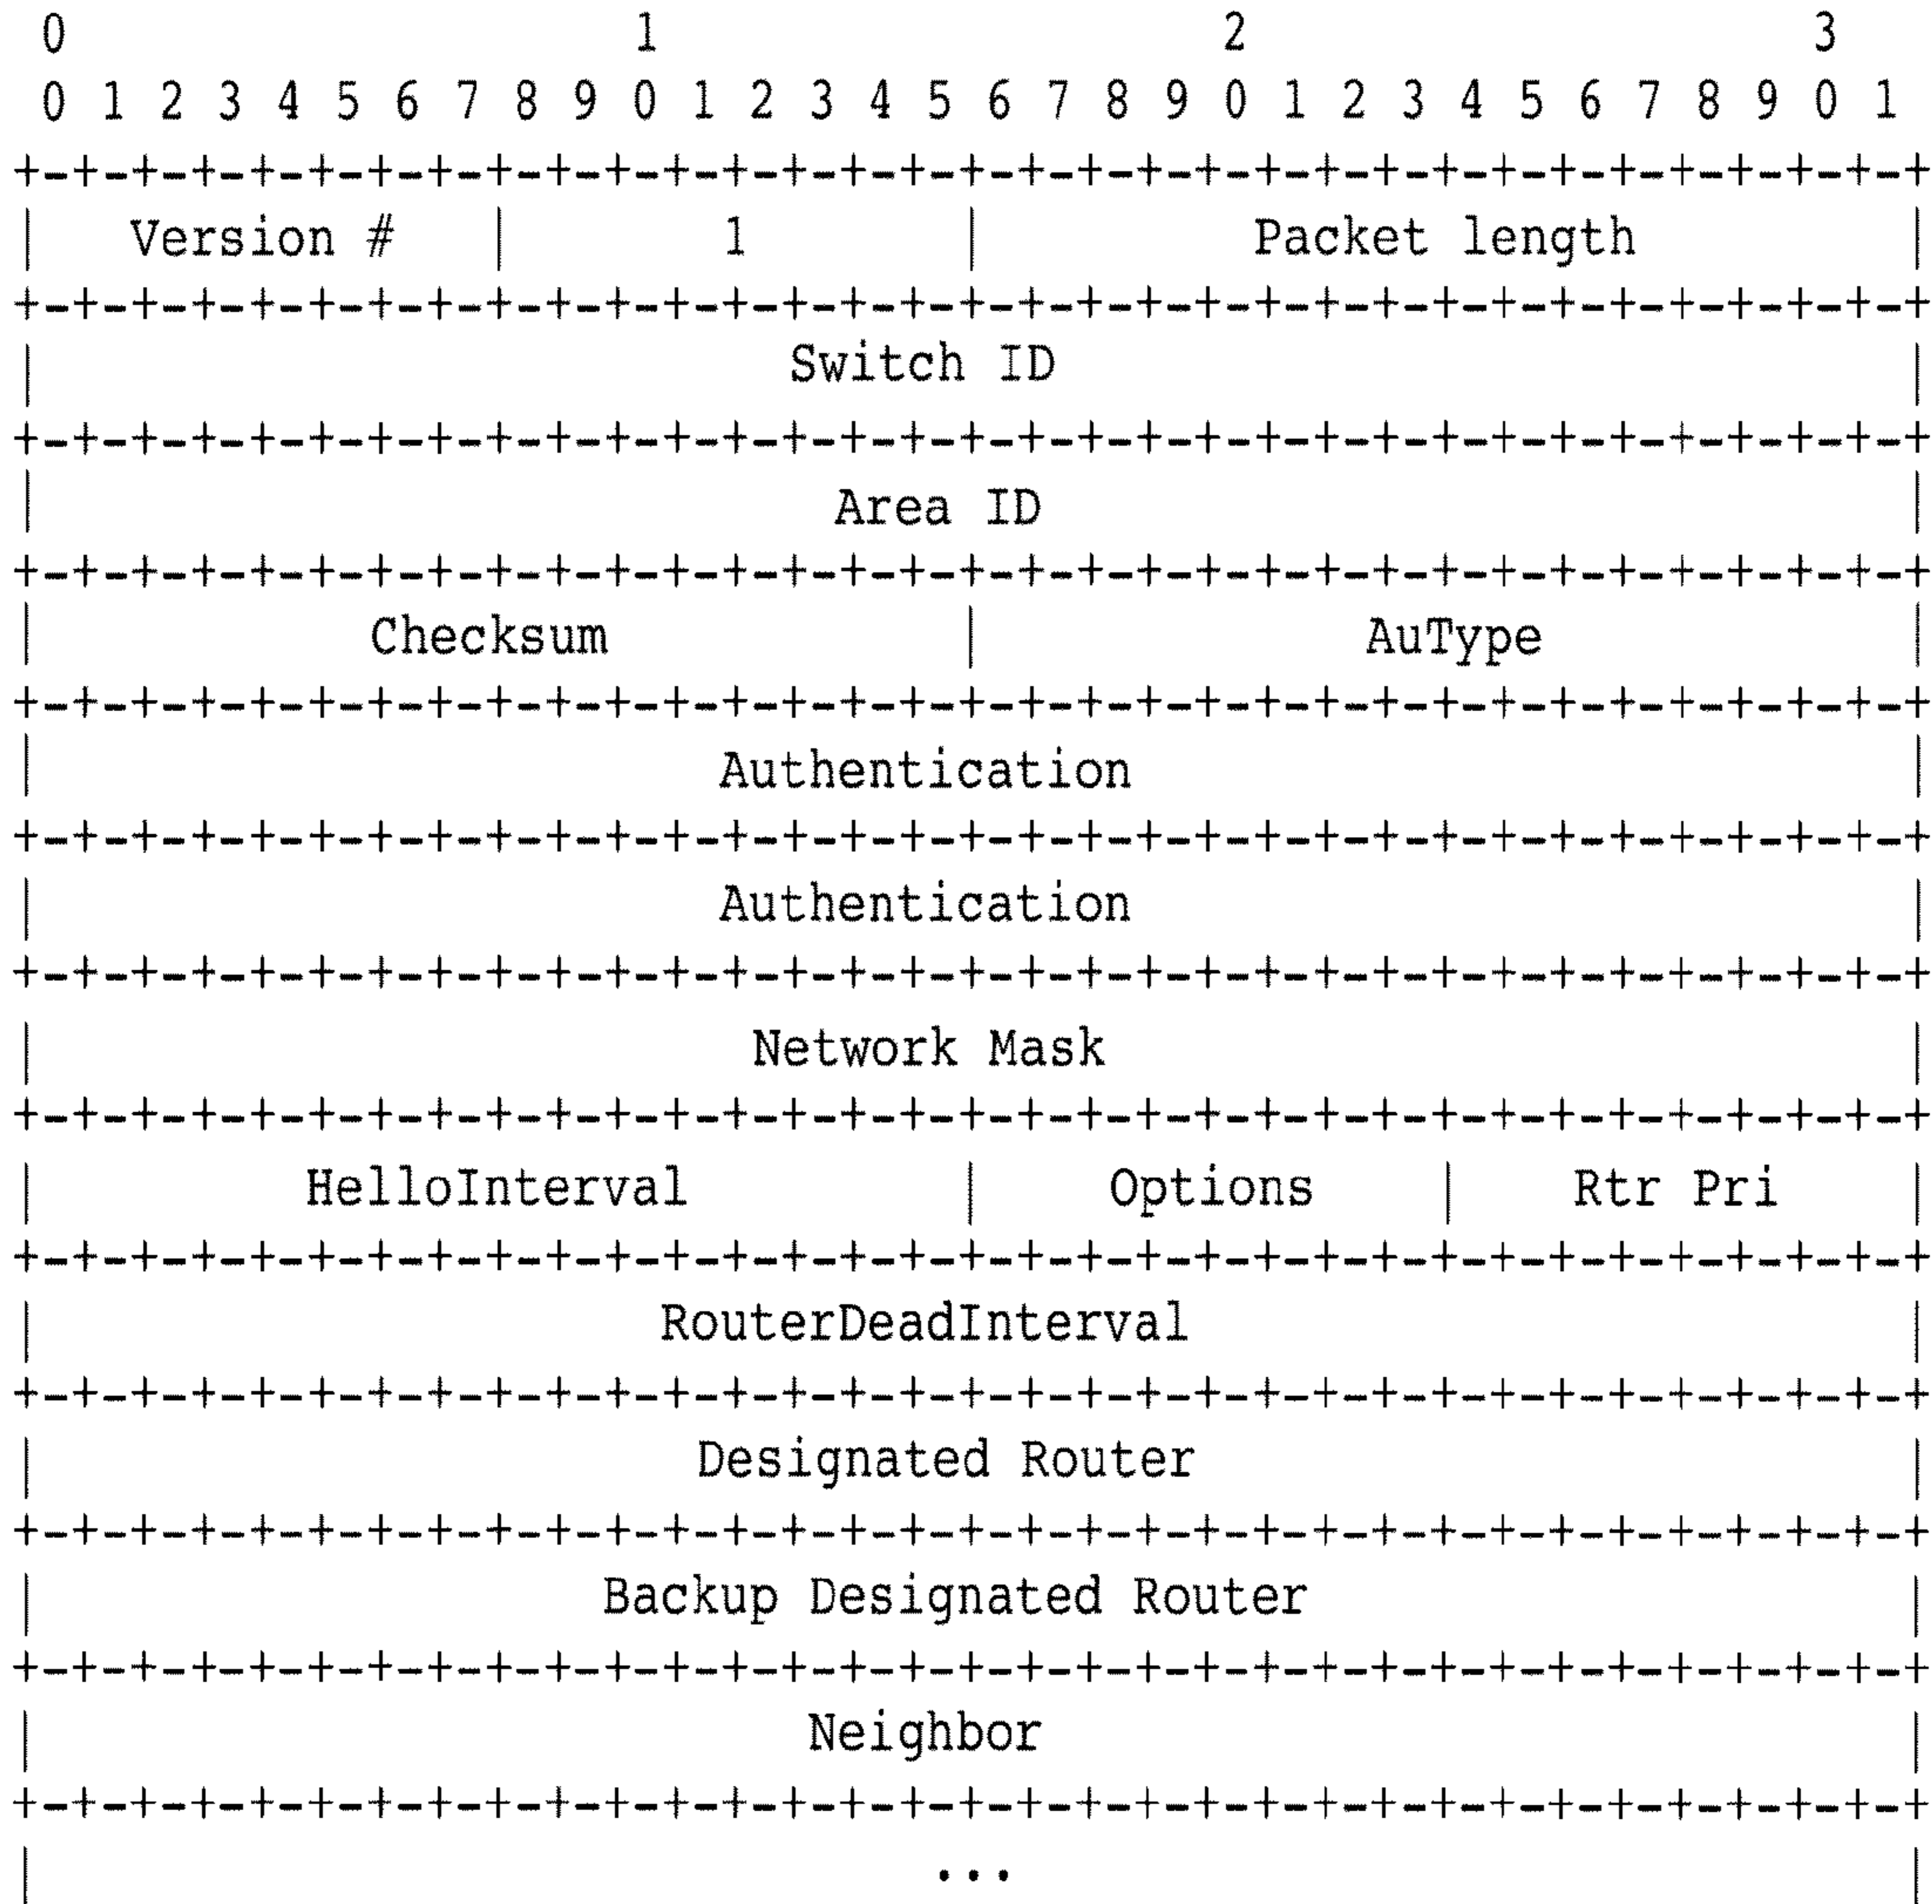 0 1 2 3
0 1 2 3 4 5 6 7 8 9 0 1 2 3 4 5 6 7 8 9 0 1 2 3 4 5 6 7 8 9 0 1
+-+-+-+-+-+-+-+-+-+-+-+-+-+-+-+-+-+-+-+-+-+-+-+-+-+-+-+-+-+-+-+-+
| Version # | 1 | Packet length |
+-+-+-+-+-+-+-+-+-+-+-+-+-+-+-+-+-+-+-+-+-+-+-+-+-+-+-+-+-+-+-+-+
| Switch ID |
+-+-+-+-+-+-+-+-+-+-+-+-+-+-+-+-+-+-+-+-+-+-+-+-+-+-+-+-+-+-+-+-+
| Area ID |
+-+-+-+-+-+-+-+-+-+-+-+-+-+-+-+-+-+-+-+-+-+-+-+-+-+-+-+-+-+-+-+-+
| Checksum | AuType |
+-+-+-+-+-+-+-+-+-+-+-+-+-+-+-+-+-+-+-+-+-+-+-+-+-+-+-+-+-+-+-+-+
| Authentication |
+-+-+-+-+-+-+-+-+-+-+-+-+-+-+-+-+-+-+-+-+-+-+-+-+-+-+-+-+-+-+-+-+
| Authentication |
+-+-+-+-+-+-+-+-+-+-+-+-+-+-+-+-+-+-+-+-+-+-+-+-+-+-+-+-+-+-+-+-+
| Network Mask |
+-+-+-+-+-+-+-+-+-+-+-+-+-+-+-+-+-+-+-+-+-+-+-+-+-+-+-+-+-+-+-+-+
| HelloInterval | Options | Rtr Pri |
+-+-+-+-+-+-+-+-+-+-+-+-+-+-+-+-+-+-+-+-+-+-+-+-+-+-+-+-+-+-+-+-+
| RouterDeadInterval |
+-+-+-+-+-+-+-+-+-+-+-+-+-+-+-+-+-+-+-+-+-+-+-+-+-+-+-+-+-+-+-+-+
| Designated Router |
+-+-+-+-+-+-+-+-+-+-+-+-+-+-+-+-+-+-+-+-+-+-+-+-+-+-+-+-+-+-+-+-+
| Backup Designated Router |
+-+-+-+-+-+-+-+-+-+-+-+-+-+-+-+-+-+-+-+-+-+-+-+-+-+-+-+-+-+-+-+-+
| Neighbor |
+-+-+-+-+-+-+-+-+-+-+-+-+-+-+-+-+-+-+-+-+-+-+-+-+-+-+-+-+-+-+-+-+
| ... |